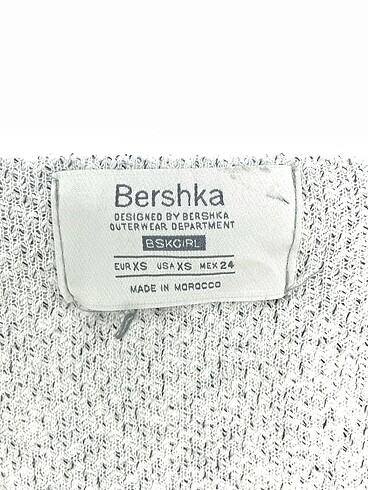 Bershka
DESIGNED BY BERSHKA
OUTERWEAR DEPARTMENT
BSKGIRL
EUR XS USA XS MEX 24
MADE IN MOROCCO